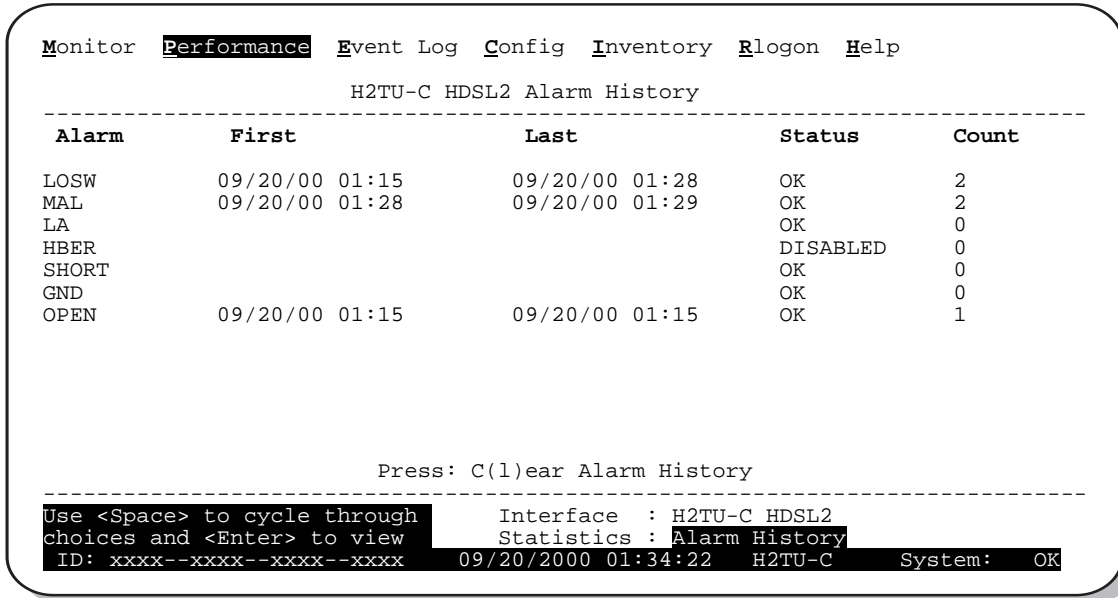 Monitor Performance Event Log Config Inventory Rlogon Help
H2TU-C HDSL2 Alarm History
--------------------------------------------------------------------------------
Alarm First Last Status Count
LOSW 09/20/00 01:15 09/20/00 01:28 OK 2
MAL 09/20/00 01:28 09/20/00 01:29 OK 2
LA OK 0
HBER DISABLED 0
SHORT OK 0
GND OK 0
OPEN 09/20/00 01:15 09/20/00 01:15 OK 1
Press: C(l)ear Alarm History
--------------------------------------------------------------------------------
Use <Space> to cycle through Interface : H2TU-C HDSL2
choices and <Enter> to view Statistics : Alarm History
ID: xxxx--xxxx--xxxx--xxxx 09/20/2000 01:34:22 H2TU-C System: OK